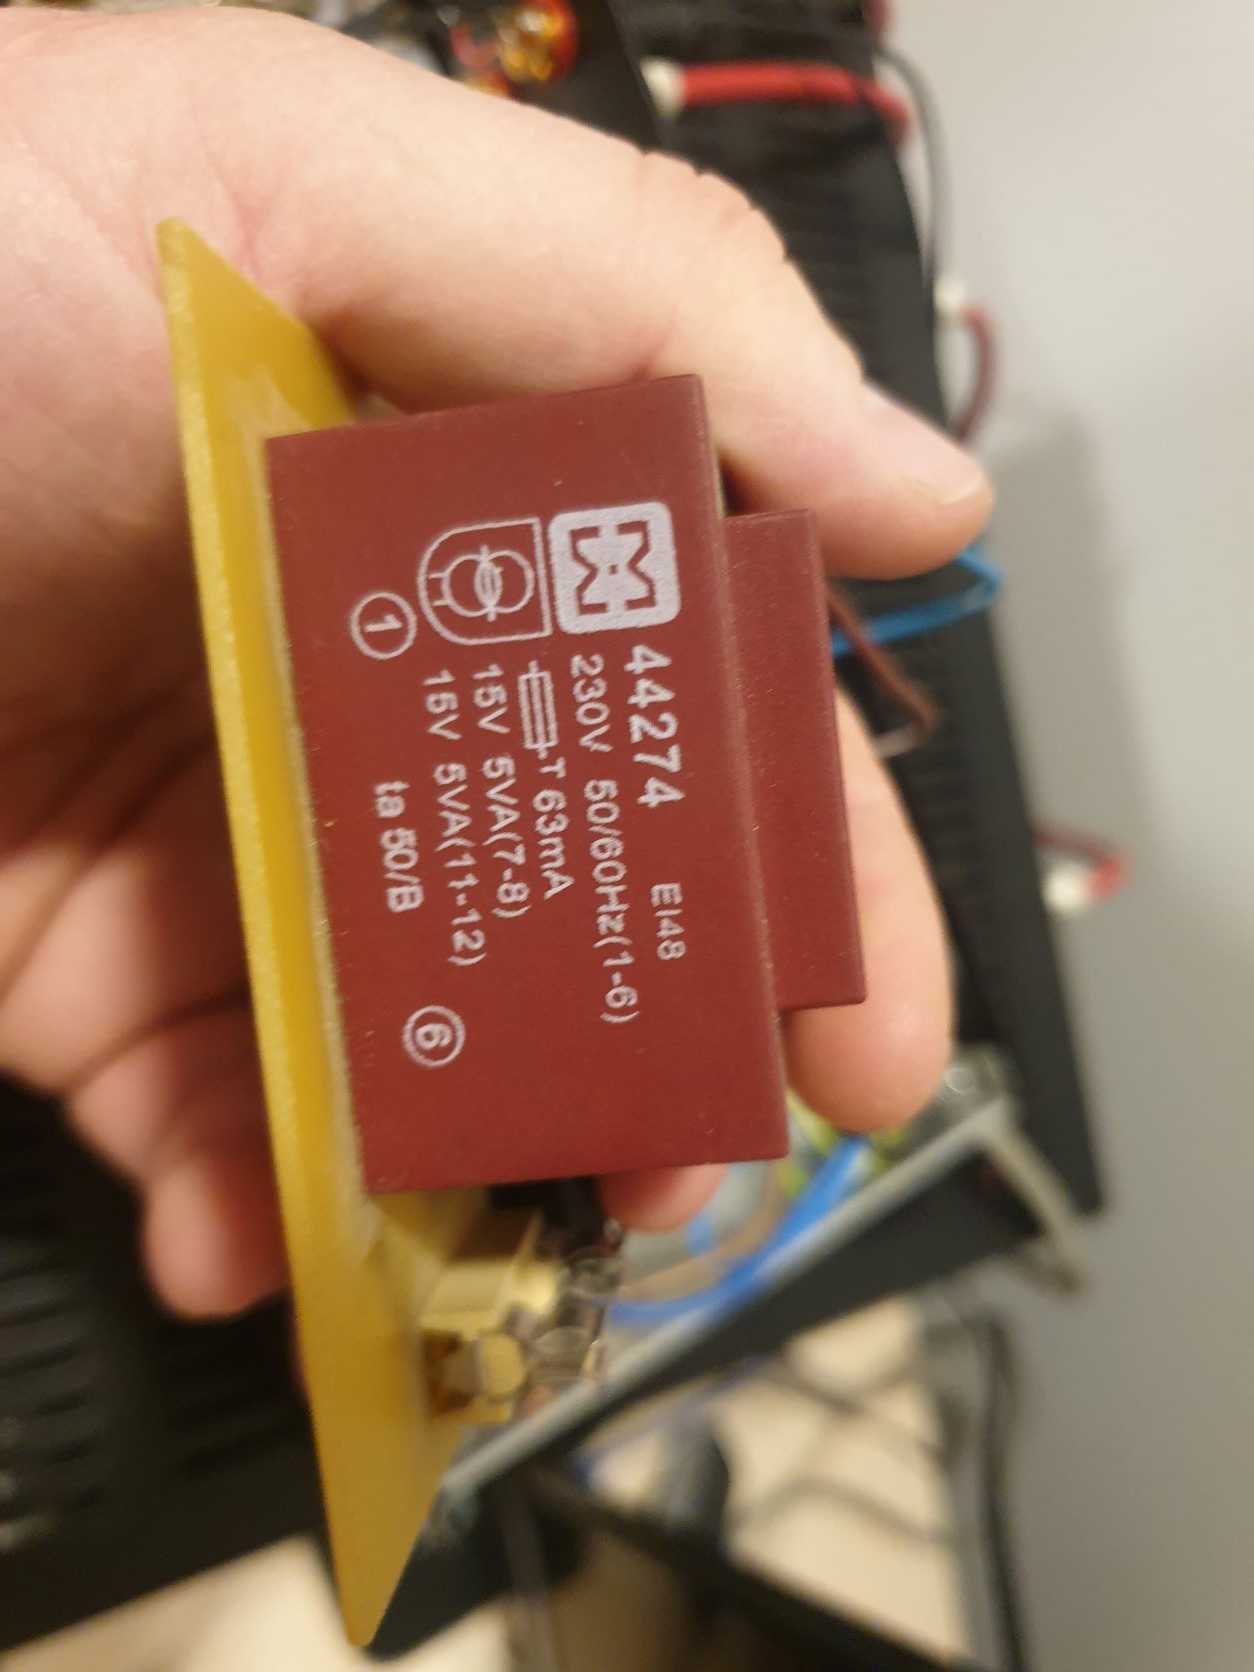 44274 EI48
230V 50/60Hz(1-6)
T 63mA
15V 5VA(7-8)
15V 5VA(11-12)
ta 50/B
1
6